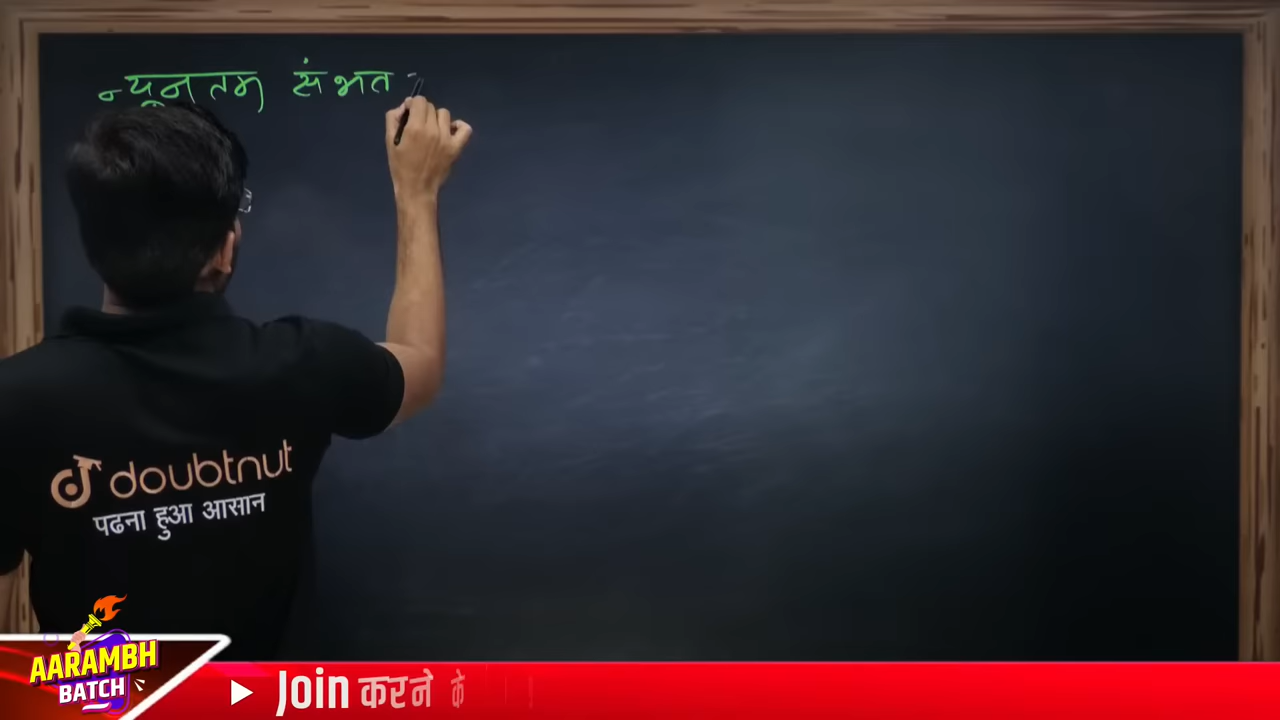 न्यूनतम संभत
doubtnut
पढना हुआ आसान
AARAMBH
BATCH
Join करने के